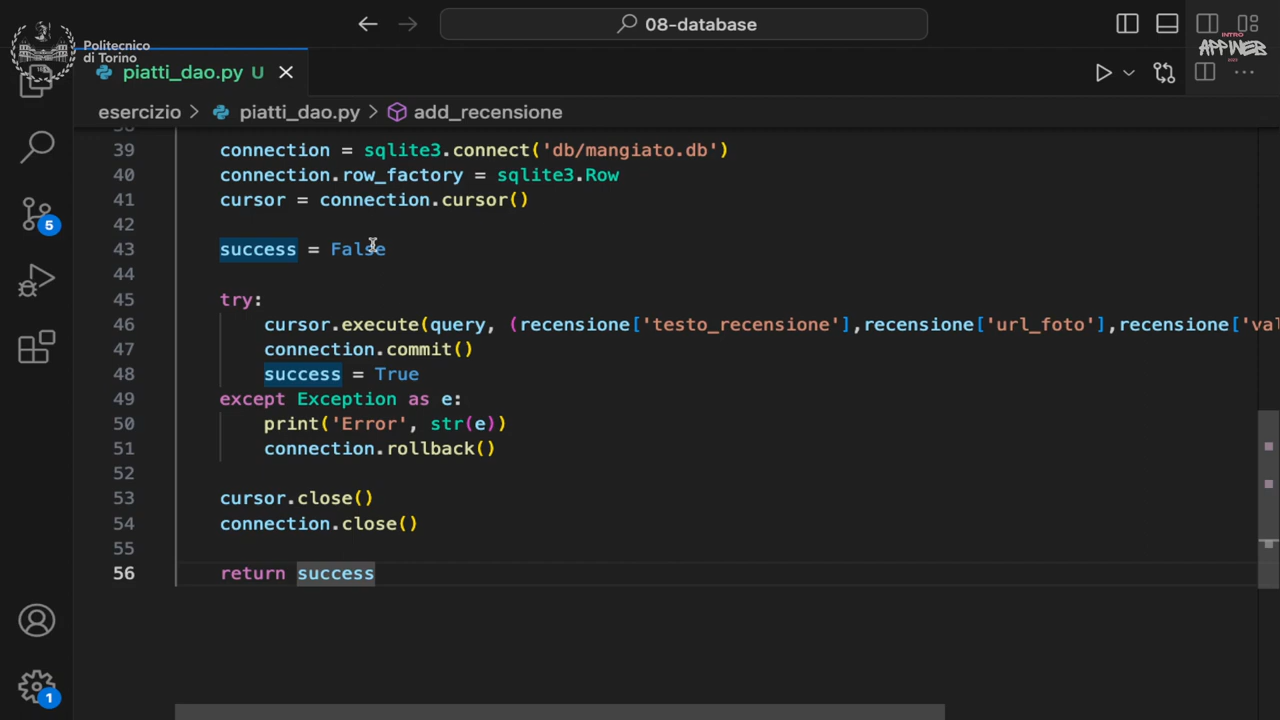 08-database
Politecnico
di Torino
INTRO
APPIWEB
piatti_dao.py U
esercizio > piatti_dao.py > add_recensione
39 connection = sqlite3.connect('db/mangiato.db')
40 connection.row_factory = sqlite3.Row
41 cursor = connection.cursor()
42
43 success = False
44
45 try:
46 cursor.execute(query, (recensione['testo_recensione'],recensione['url_foto'],recensione['val
47 connection.commit()
48 success = True
49 except Exception as e:
50 print('Error', str(e))
51 connection.rollback()
52
53 cursor.close()
54 connection.close()
55
56 return success
5
1